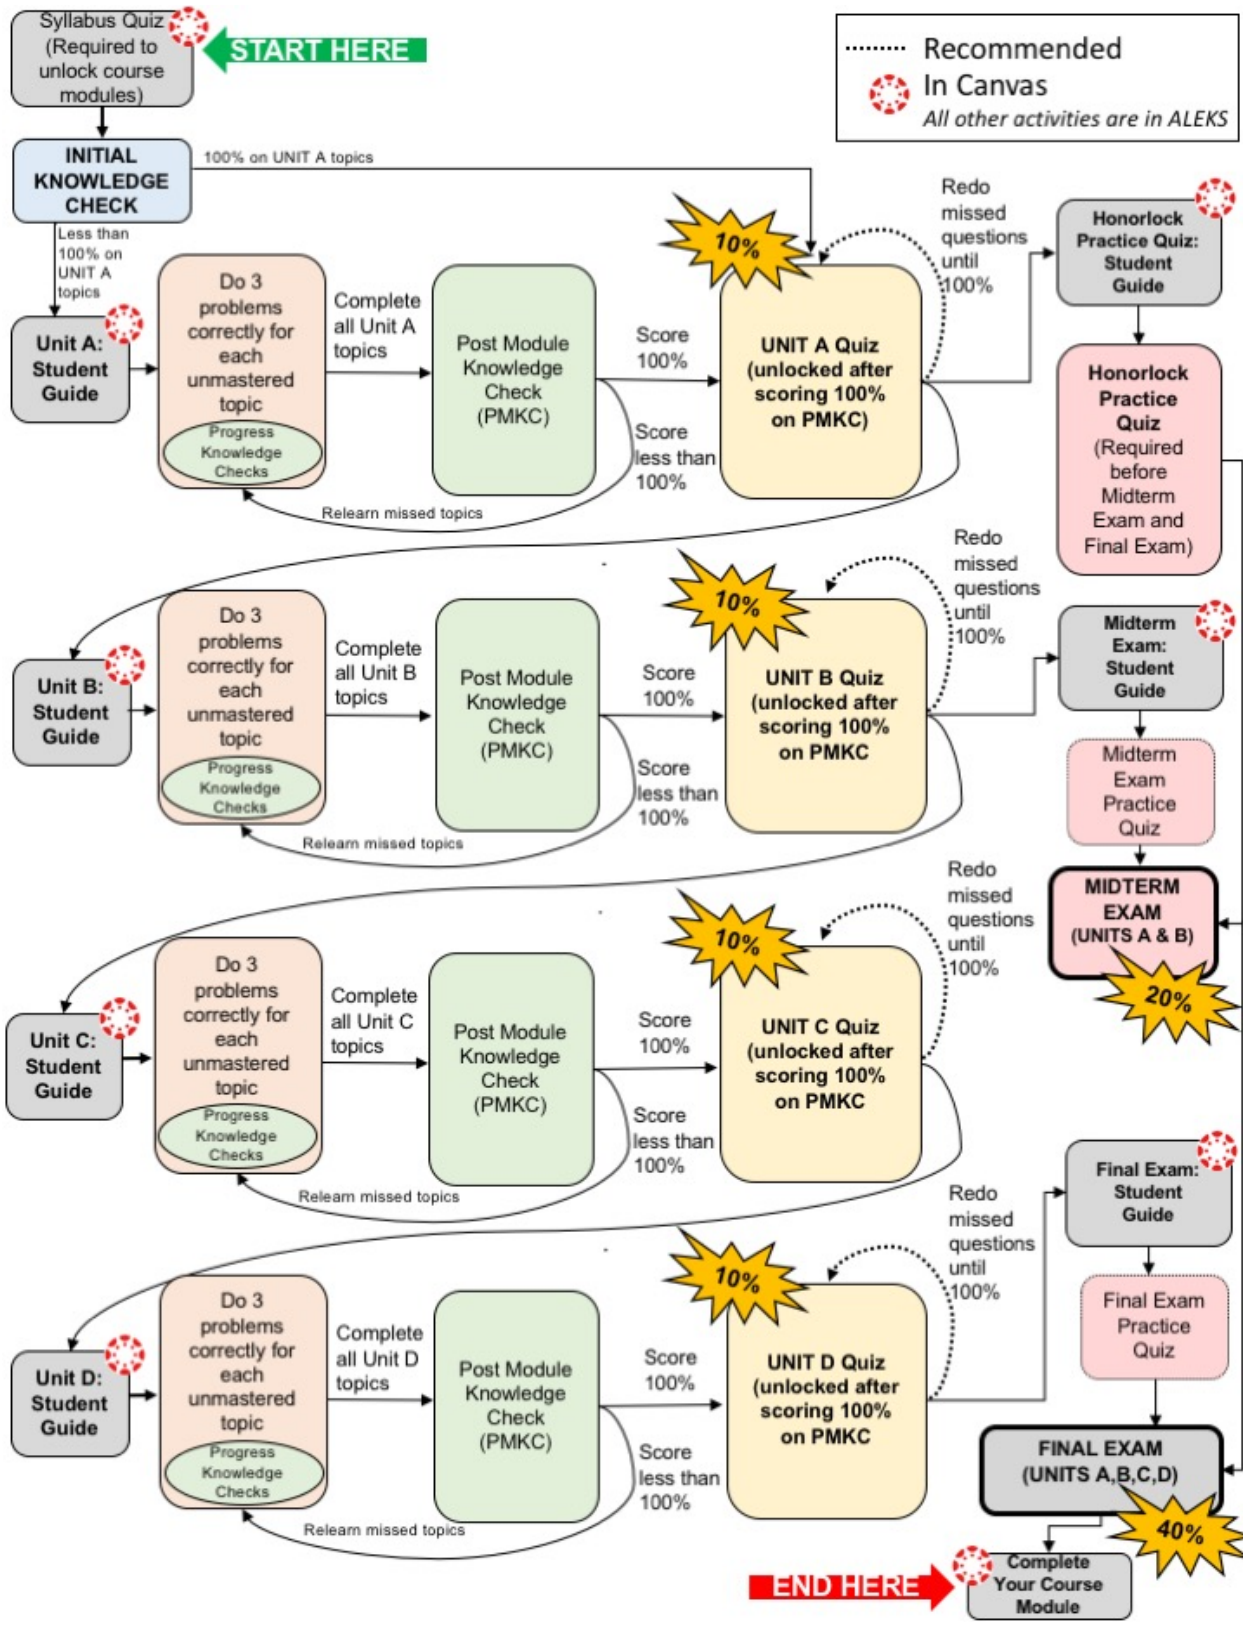 Syllabus Quiz
(Required to
unlock course
modules)
START HERE
Recommended
In Canvas
All other activities are in ALEKS
INITIAL
KNOWLEDGE
CHECK
100% on UNIT A topics
Less than
100% on
UNIT A
topics
Unit A:
Student
Guide
Do 3
problems
correctly for
each
unmastered
topic
Progress
Knowledge
Checks
Complete
all Unit A
topics
Post Module
Knowledge
Check
(PMKC)
Score
100%
Score
less than
100%
Relearn missed topics
10%
UNIT A Quiz
(unlocked after
scoring 100%
on PMKC)
Redo
missed
questions
until
100%
Honorlock
Practice Quiz:
Student
Guide
Honorlock
Practice
Quiz
(Required
before
Midterm
Exam and
Final Exam)
Unit B:
Student
Guide
Do 3
problems
correctly for
each
unmastered
topic
Progress
Knowledge
Checks
Complete
all Unit B
topics
Post Module
Knowledge
Check
(PMKC)
Score
100%
Score
less than
100%
Relearn missed topics
10%
UNIT B Quiz
(unlocked after
scoring 100%
on PMKC
Redo
missed
questions
until
100%
Midterm
Exam:
Student
Guide
Midterm
Exam
Practice
Quiz
MIDTERM
EXAM
(UNITS A & B)
20%
Unit C:
Student
Guide
Do 3
problems
correctly for
each
unmastered
topic
Progress
Knowledge
Checks
Complete
all Unit C
topics
Post Module
Knowledge
Check
(PMKC)
Score
100%
Score
less than
100%
Relearn missed topics
10%
UNIT C Quiz
(unlocked after
scoring 100%
on PMKC
Redo
missed
questions
until
100%
Unit D:
Student
Guide
Do 3
problems
correctly for
each
unmastered
topic
Progress
Knowledge
Checks
Complete
all Unit D
topics
Post Module
Knowledge
Check
(PMKC)
Score
100%
Score
less than
100%
Relearn missed topics
10%
UNIT D Quiz
(unlocked after
scoring 100%
on PMKC
Redo
missed
questions
until
100%
Final Exam:
Student
Guide
Final Exam
Practice
Quiz
FINAL EXAM
(UNITS A,B,C,D)
40%
END HERE
Complete
Your Course
Module